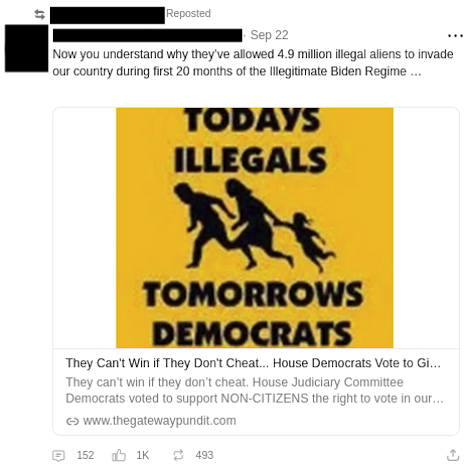 Reposted
· Sep 22
Now you understand why they've allowed 4.9 million illegal aliens to invade
our country during first 20 months of the Illegitimate Biden Regime …
TODAYS
ILLEGALS
TOMORROWS
DEMOCRATS
They Can't Win if They Don't Cheat... House Democrats Vote to Gi…
They can't win if they don't cheat. House Judiciary Committee
Democrats voted to support NON-CITIZENS the right to vote in our…
www.thegatewaypundit.com
152 1K 493